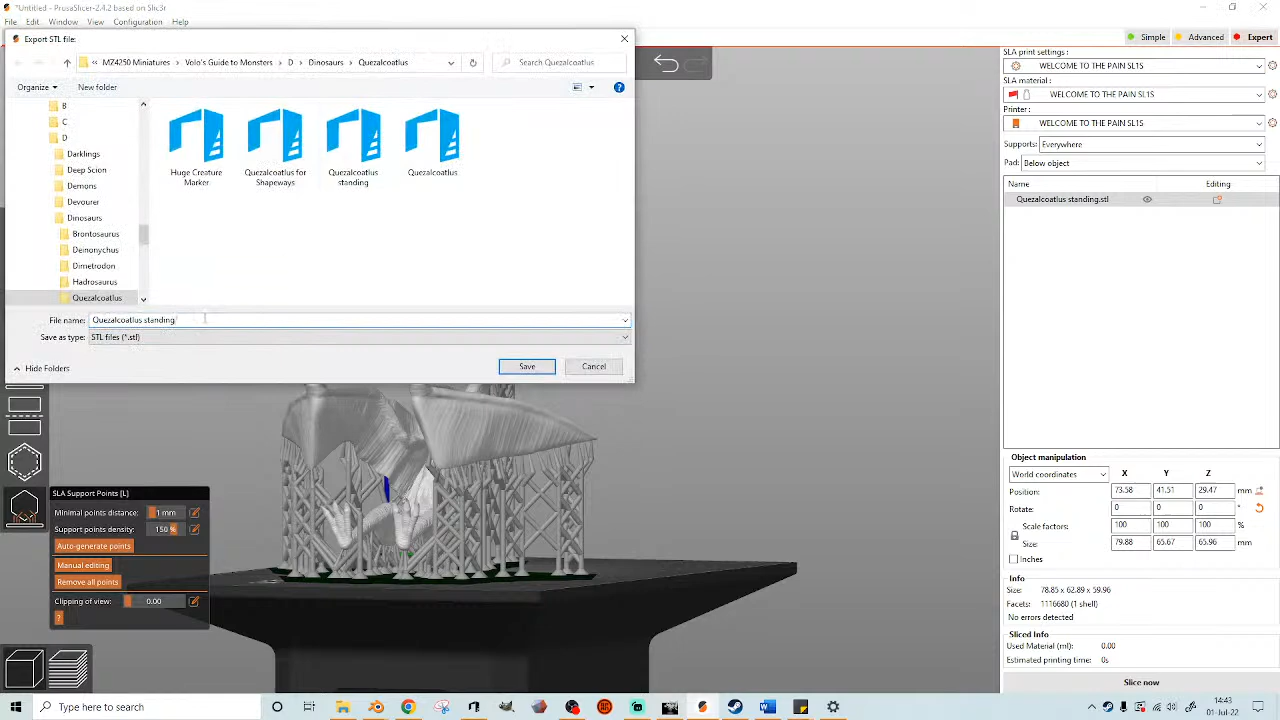 *Untitled - PrusaSlicer-2.4.2 based on Slic3r
File Edit Window View Configuration Help
Export STL file:
« MZ4250 Miniatures › Volo's Guide to Monsters › D › Dinosaurs › Quezalcoatlus
Search Quezalcoatlus
Organize
New folder
B
C
D
Darklings
Deep Scion
Demons
Devourer
Dinosaurs
Brontosaurus
Deinonychus
Dimetrodon
Hadrosaurus
Quezalcoatlus
Huge Creature Marker
Quezalcoatlus for Shapeways
Quezalcoatlus standing
Quezalcoatlus
File name: Quezalcoatlus standing
Save as type: STL files (*.stl)
Hide Folders
Save
Cancel
Simple
Advanced
Expert
SLA print settings :
WELCOME TO THE PAIN SL1S
SLA material :
WELCOME TO THE PAIN SL1S
Printer :
WELCOME TO THE PAIN SL1S
Supports: Everywhere
Pad: Below object
Name Editing
Quezalcoatlus standing.stl
Object manipulation
World coordinates X Y Z
Position: 73.58 41.51 29.47 mm
Rotate: 0 0 0 °
Scale factors: 100 100 100 %
Size: 79.88 65.67 65.96 mm
Inches
Info
Size: 78.85 x 62.89 x 59.96
Facets: 1116680 (1 shell)
No errors detected
Sliced Info
Used Material (ml): 0.00
Estimated printing time: 0s
Slice now
SLA Support Points [L]
Minimal points distance: 1 mm
Support points density: 150 %
Auto-generate points
Manual editing
Remove all points
Clipping of view: 0.00
?
Type here to search
14:43
01-Jul-22